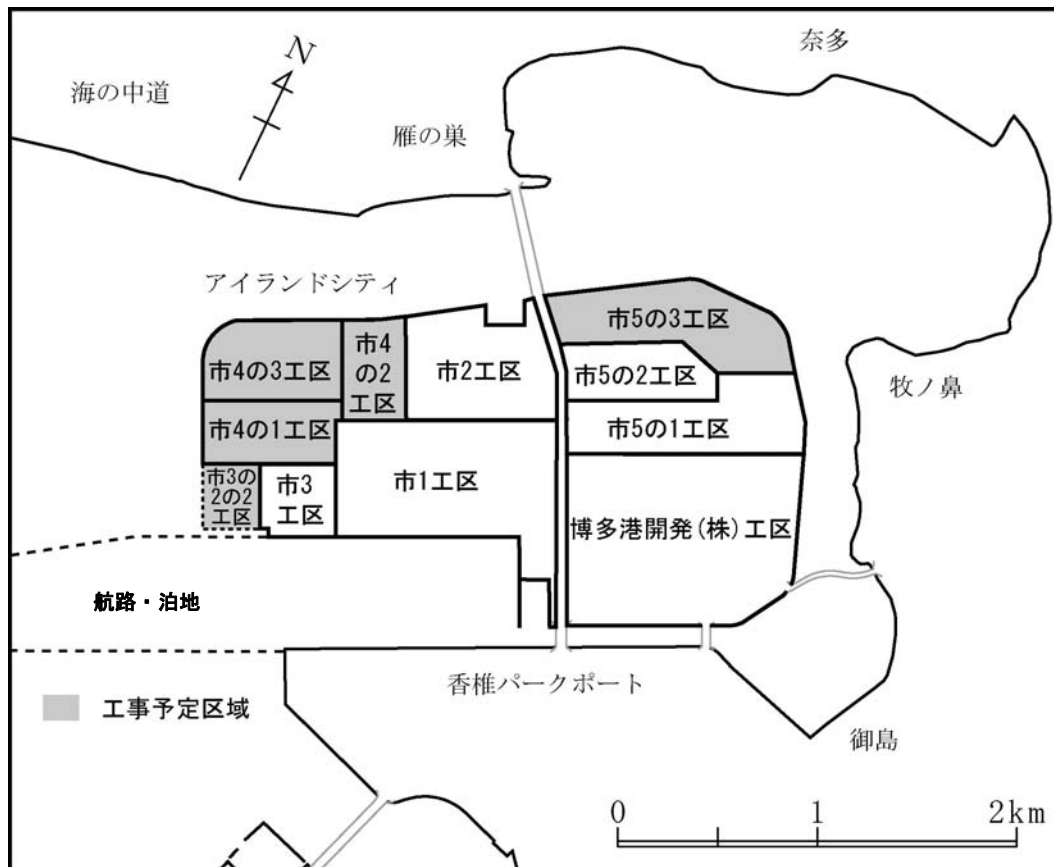 奈多
N
海の中道
雁の巣
アイランドシティ
市5の3工区
市4の3工区
市4
の2
工区
市2工区
市5の2工区
牧ノ鼻
市4の1工区
市5の1工区
市3の
2の2
工区
市3
工区
市1工区
博多港開発(株)工区
航路・泊地
香椎パークポート
工事予定区域
御島
0 1 2km